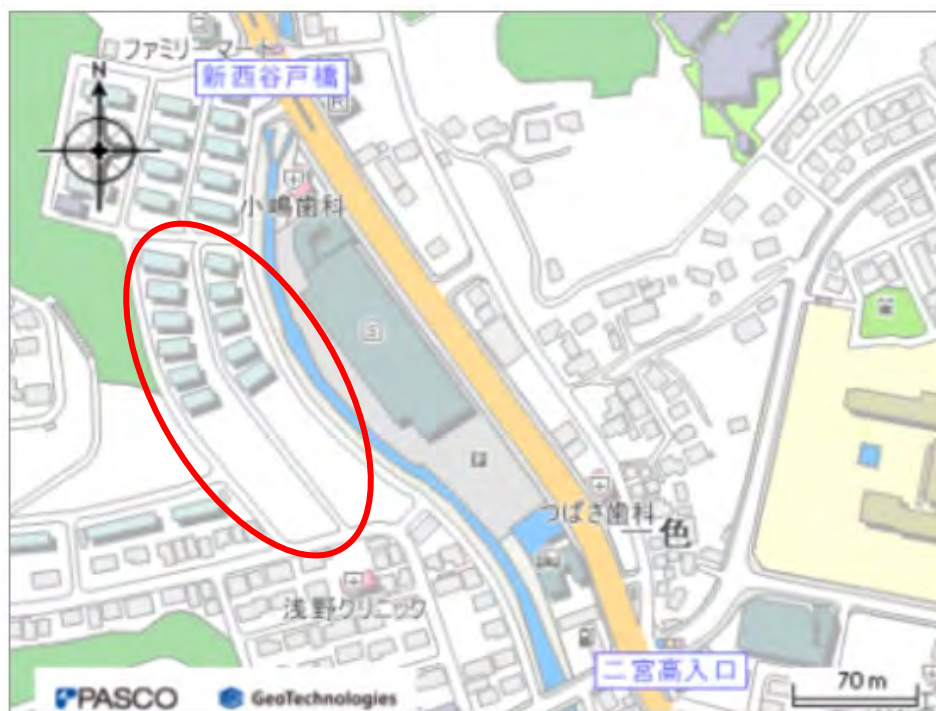 ファミリーマート
新西谷戸橋
N
R
小嶋歯科
S
P
つばさ歯科
一色
浅野クリニック
二宮高入口
70 m
PASCO
GeoTechnologies